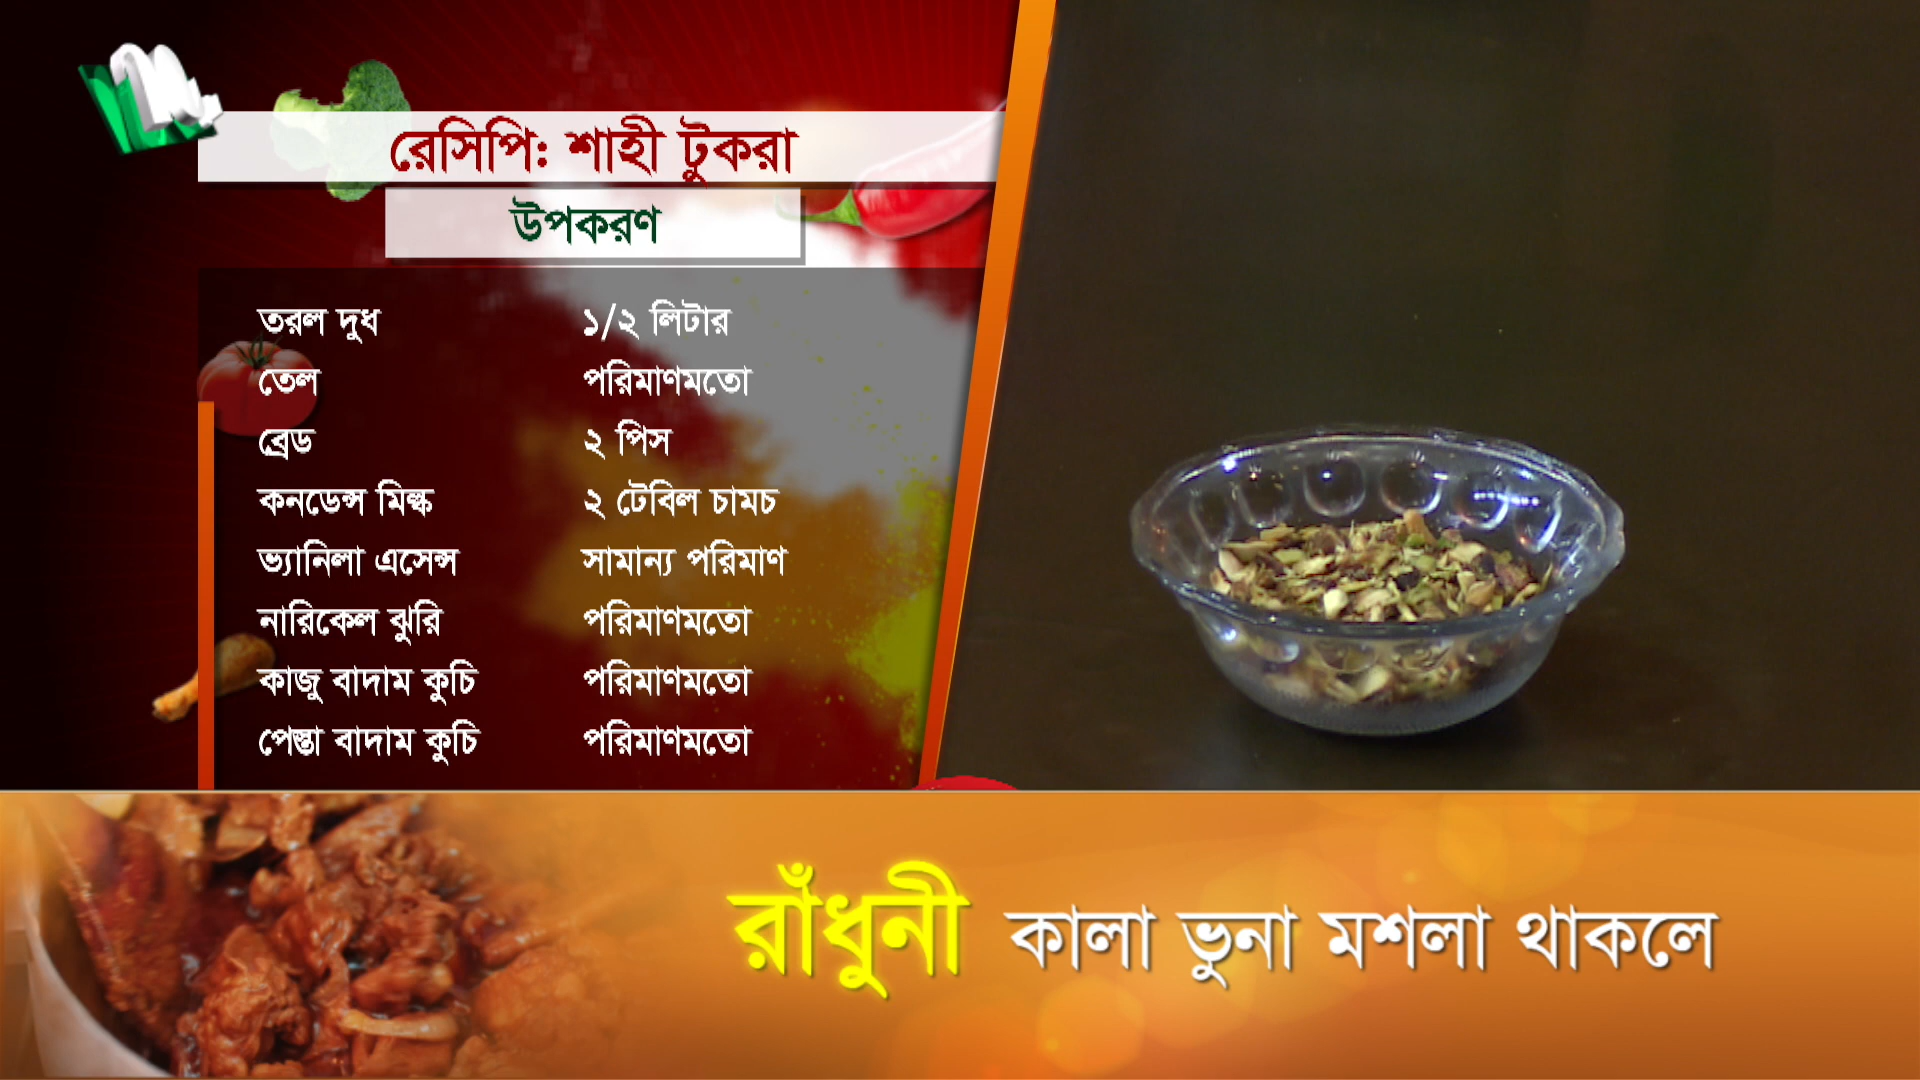 রেসিপি: শাহী টুকরা
উপকরণ
তরল দুধ ১/২ লিটার
তেল পরিমাণমতো
ব্রেড ২ পিস
কনডেন্স মিল্ক ২ টেবিল চামচ
ভ্যানিলা এসেন্স সামান্য পরিমাণ
নারিকেল ঝুরি পরিমাণমতো
কাজু বাদাম কুচি পরিমাণমতো
পেস্তা বাদাম কুচি পরিমাণমতো
রাঁধুনী কালা ভুনা মশলা থাকলে